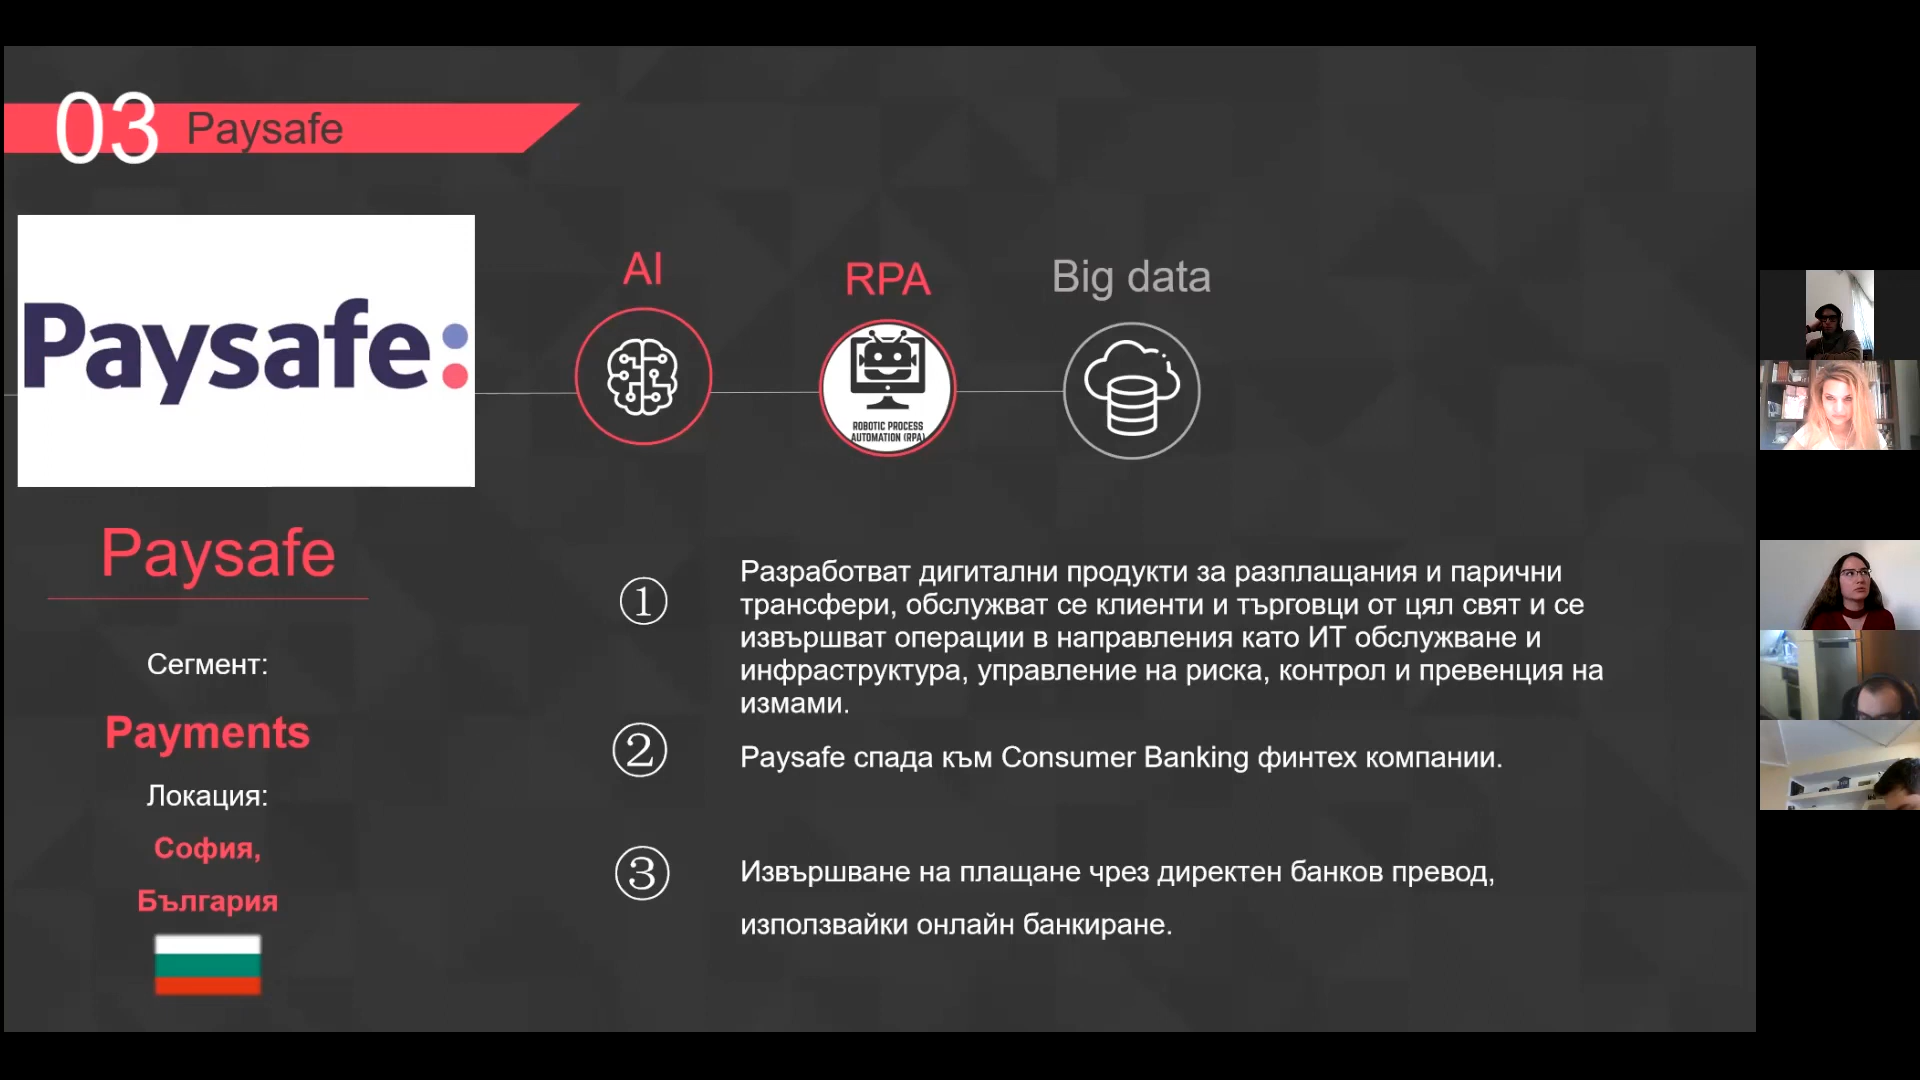 03 Paysafe
Paysafe:
AI
RPA
Big data
ROBOTIC PROCESS
AUTOMATION (RPA)
Paysafe
Сегмент:
Payments
Локация:
София,
България
1
Разработват дигитални продукти за разплащания и парични
трансфери, обслужват се клиенти и търговци от цял свят и се
извършват операции в направления като ИТ обслужване и
инфраструктура, управление на риска, контрол и превенция на
измами.
2
Paysafe спада към Consumer Banking финтех компании.
3
Извършване на плащане чрез директен банков превод,
използвайки онлайн банкиране.